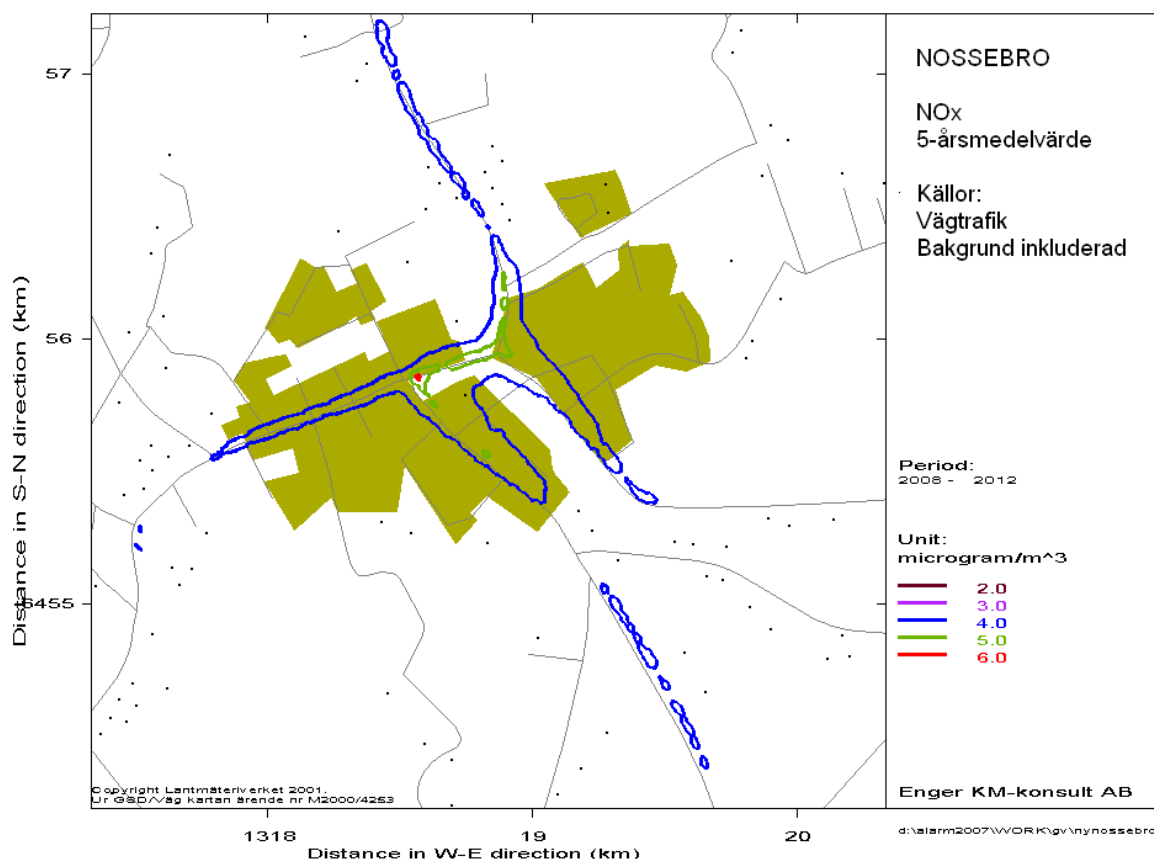 NOSSEBRO
NOx
5-årsmedelvärde
Källor:
Vägtrafik
Bakgrund inkluderad
Period:
2008 - 2012
Unit:
microgram/m^3
2.0
3.0
4.0
5.0
6.0
Enger KM-konsult AB
d:\alarm2007\WORK\gv\nynossebro
57
56
6455
Distance in S-N direction (km)
Copyright Lantmäteriverket 2001.
Ur GSD/Väg kartan ärende nr M2000/4253
1318
19
20
Distance in W-E direction (km)